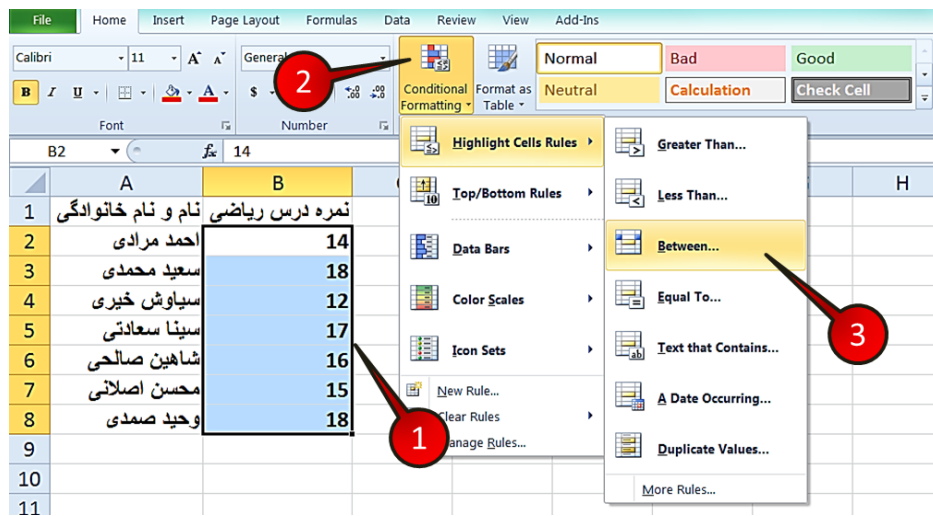 File Home Insert Page Layout Formulas Data Review View Add-Ins
Calibri 11 A A General
B I U A $
Conditional Formatting Format as Table
Normal Bad Good
Neutral Calculation Check Cell
Font Number
2
B2 fx 14
Highlight Cells Rules
Top/Bottom Rules
Data Bars
Color Scales
Icon Sets
New Rule...
Clear Rules
Manage Rules...
Greater Than...
Less Than...
Between...
Equal To...
Text that Contains...
A Date Occurring...
Duplicate Values...
More Rules...
3
1
A B H
1 نام و نام خانوادگی نمره درس ریاضی
2 احمد مرادی 14
3 سعید محمدی 18
4 سیاوش خیری 12
5 سینا سعادتی 17
6 شاهین صالحی 16
7 محسن اصلانی 15
8 وحید صمدی 18
9
10
11